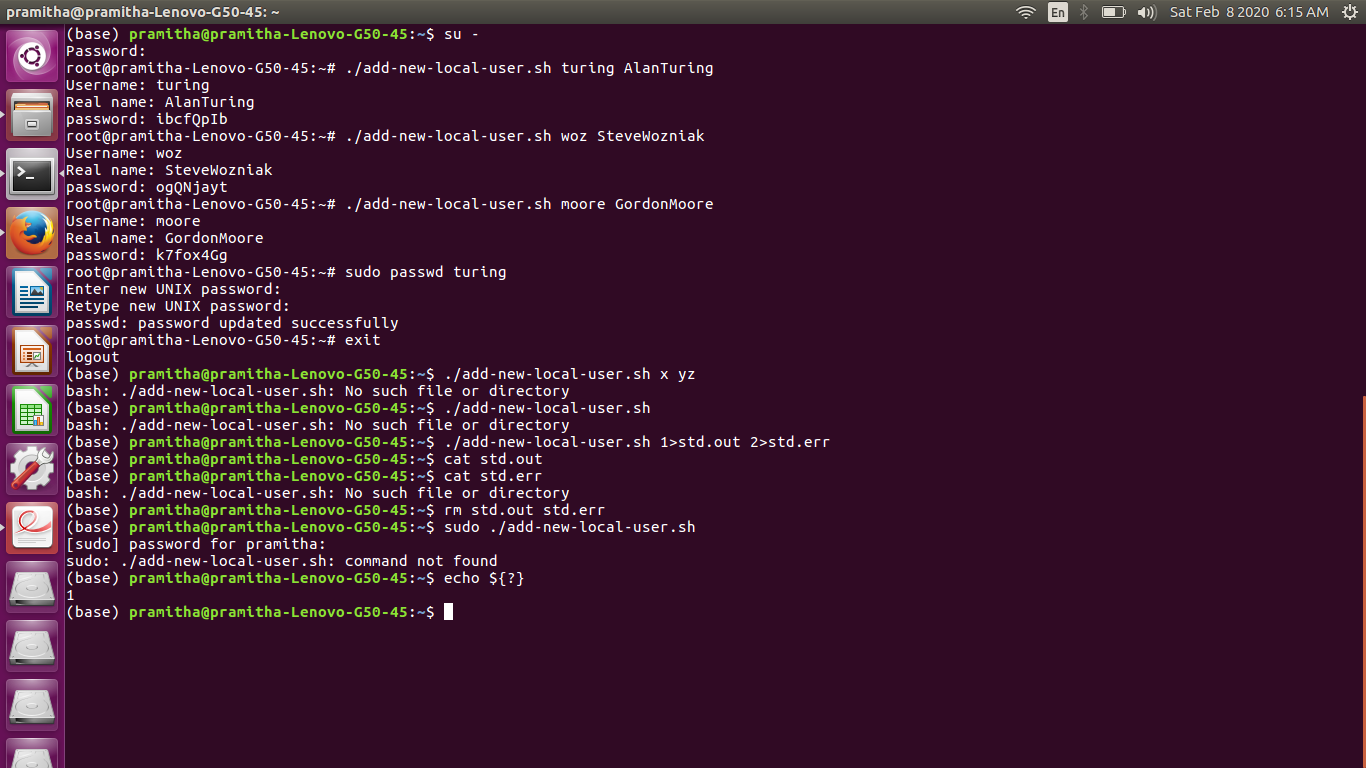 pramitha@pramitha-Lenovo-G50-45: ~
En
Sat Feb 8 2020 6:15 AM
(base) pramitha@pramitha-Lenovo-G50-45:~$ su -
Password:
root@pramitha-Lenovo-G50-45:~# ./add-new-local-user.sh turing AlanTuring
Username: turing
Real name: AlanTuring
password: ibcfQpIb
root@pramitha-Lenovo-G50-45:~# ./add-new-local-user.sh woz SteveWozniak
Username: woz
Real name: SteveWozniak
password: ogQNjayt
root@pramitha-Lenovo-G50-45:~# ./add-new-local-user.sh moore GordonMoore
Username: moore
Real name: GordonMoore
password: k7fox4Gg
root@pramitha-Lenovo-G50-45:~# sudo passwd turing
Enter new UNIX password:
Retype new UNIX password:
passwd: password updated successfully
root@pramitha-Lenovo-G50-45:~# exit
logout
(base) pramitha@pramitha-Lenovo-G50-45:~$ ./add-new-local-user.sh x yz
bash: ./add-new-local-user.sh: No such file or directory
(base) pramitha@pramitha-Lenovo-G50-45:~$ ./add-new-local-user.sh
bash: ./add-new-local-user.sh: No such file or directory
(base) pramitha@pramitha-Lenovo-G50-45:~$ ./add-new-local-user.sh 1>std.out 2>std.err
(base) pramitha@pramitha-Lenovo-G50-45:~$ cat std.out
(base) pramitha@pramitha-Lenovo-G50-45:~$ cat std.err
bash: ./add-new-local-user.sh: No such file or directory
(base) pramitha@pramitha-Lenovo-G50-45:~$ rm std.out std.err
(base) pramitha@pramitha-Lenovo-G50-45:~$ sudo ./add-new-local-user.sh
[sudo] password for pramitha:
sudo: ./add-new-local-user.sh: command not found
(base) pramitha@pramitha-Lenovo-G50-45:~$ echo ${?}
1
(base) pramitha@pramitha-Lenovo-G50-45:~$